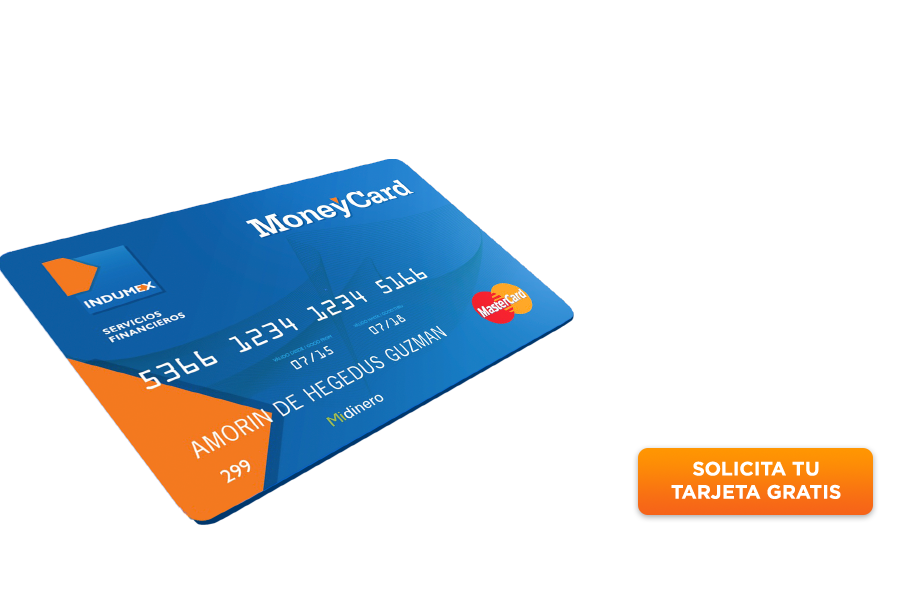 MoneyCard
INDUMEX
SERVICIOS
FINANCIEROS
5366 1234 1234 5166
07/15
07/18
MasterCard
AMORIN DE HEGEDUS GUZMAN
299
Midinero
SOLICITA TU
TARJETA GRATIS